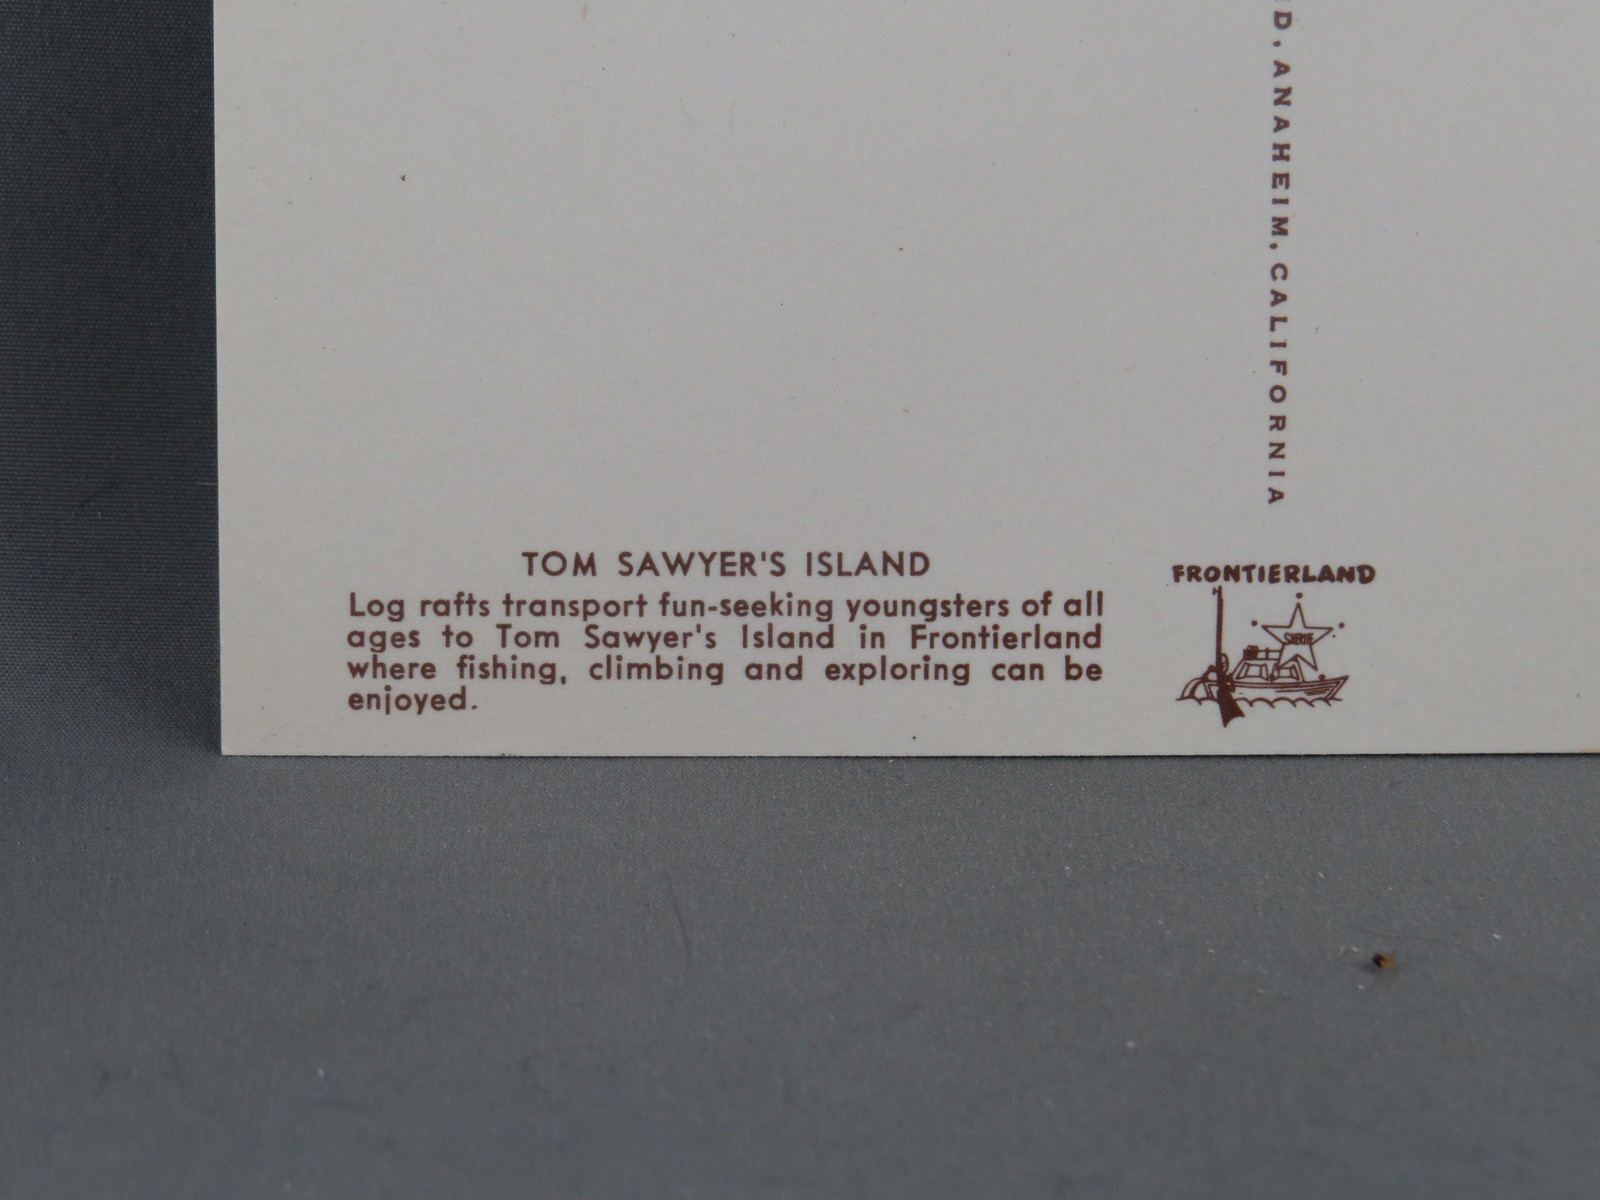 D. ANAHEIM, CALIFORNIA
TOM SAWYER'S ISLAND
Log rafts transport fun-seeking youngsters of all
ages to Tom Sawyer's Island in Frontierland
where fishing, climbing and exploring can be
enjoyed.
FRONTIERLAND
SHERIFF